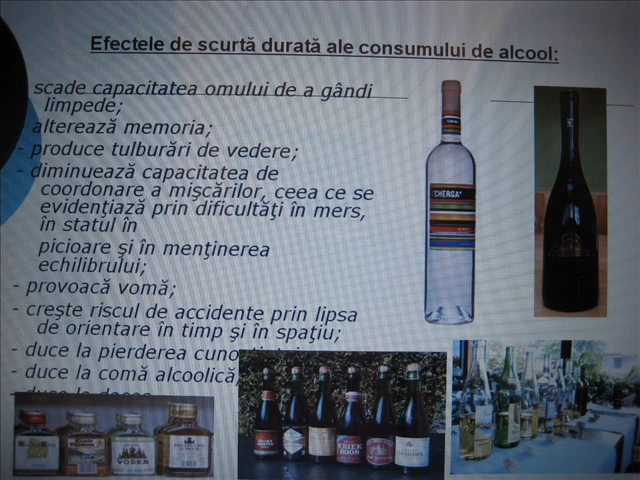 Efectele de scurtă durată ale consumului de alcool:
scade capacitatea omului de a gândi
limpede;
alterează memoria;
- produce tulburări de vedere;
- diminuează capacitatea de
coordonare a mişcărilor, ceea ce se
evidenţiază prin dificultăţi în mers,
în statul în
picioare şi în menţinerea
echilibrului;
- provoacă vomă;
- creşte riscul de accidente prin lipsa
de orientare în timp şi în spaţiu;
- duce la pierderea
- duce la comă alcoolică,
"CHERGA"
VODKA
KRIEK
BOON